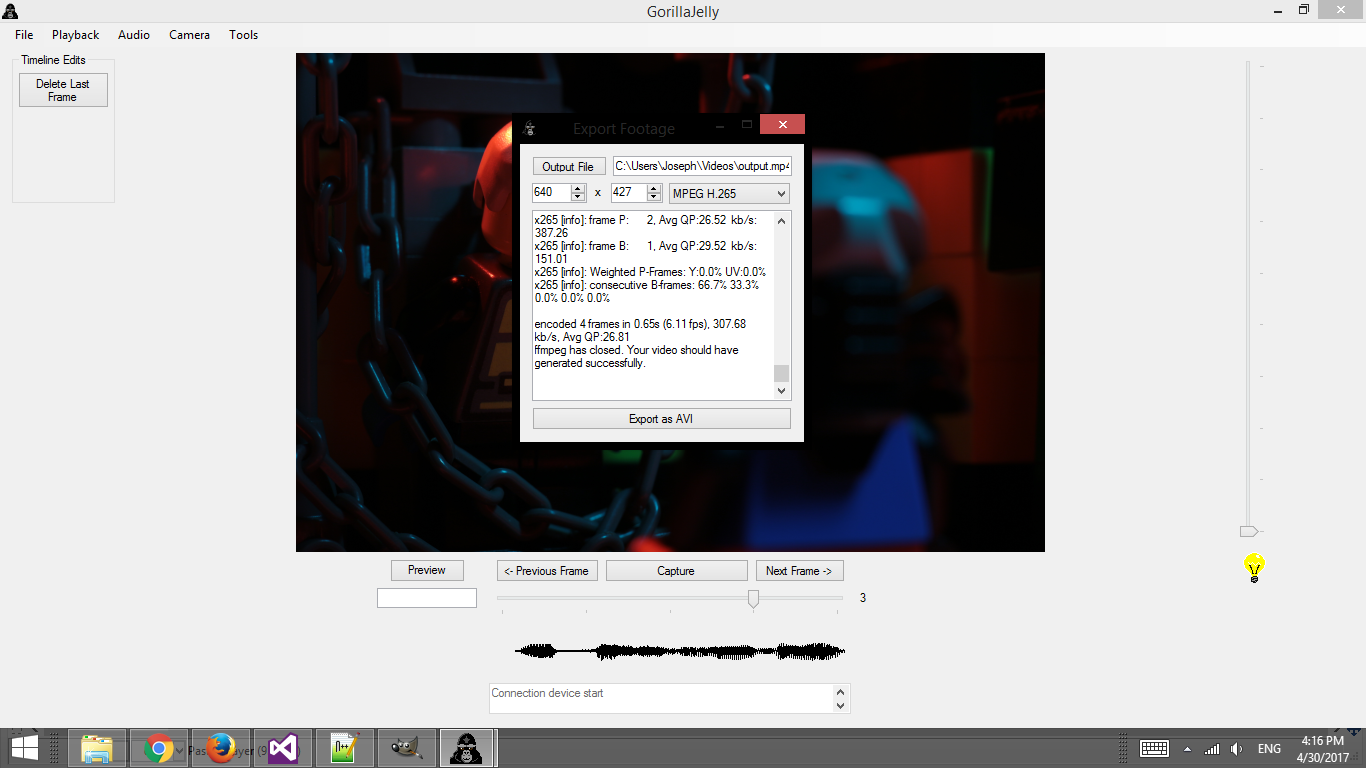 GorillaJelly
File Playback Audio Camera Tools
Timeline Edits
Delete Last
Frame
Export Footage
Output File C:\Users\Joseph\Videos\output.mp4
640 x 427 MPEG H.265
x265 [info]: frame P: 2, Avg QP:26.52 kb/s:
387.26
x265 [info]: frame B: 1, Avg QP:29.52 kb/s:
151.01
x265 [info]: Weighted P-Frames: Y:0.0% UV:0.0%
x265 [info]: consecutive B-frames: 66.7% 33.3%
0.0% 0.0% 0.0%
encoded 4 frames in 0.65s (6.11 fps), 307.68
kb/s, Avg QP:26.81
ffmpeg has closed. Your video should have
generated successfully.
Export as AVI
Preview <- Previous Frame Capture Next Frame ->
3
Connection device start
N++
ENG
4:16 PM
4/30/2017